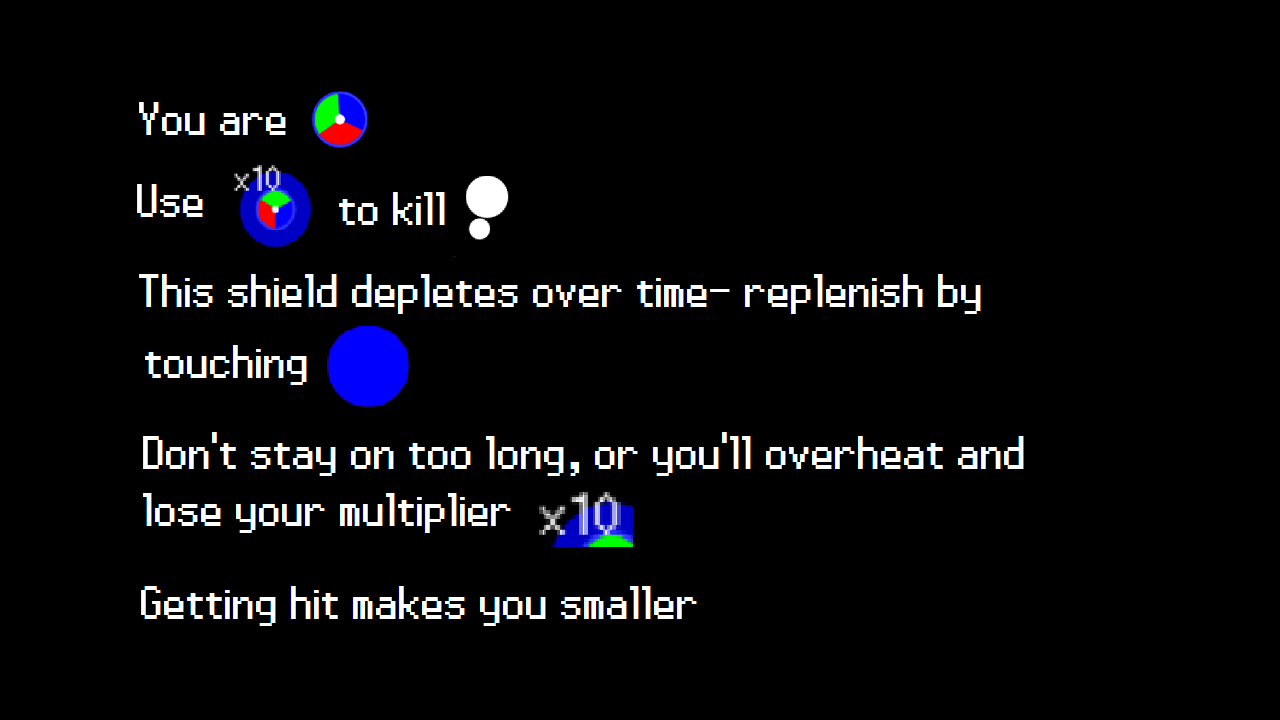 You are
Use x10 to kill
This shield depletes over time- replenish by
touching
Don't stay on too long, or you'll overheat and
lose your multiplier x10
Getting hit makes you smaller